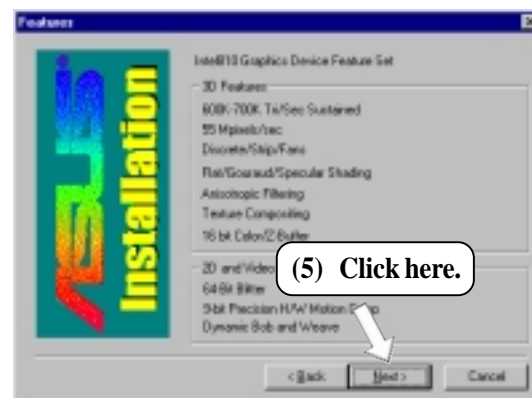 Features
ASUS
Installation
Intel810 Graphics Device Feature Set
3D Features
600K-700K Tri/Sec Sustained
55 Mpixels/sec
Discrete/Strip/Fans
Flat/Gouraud/Specular Shading
Anisotropic Filtering
Texture Compositing
16 bit Color/Z-Buffer
2D and Video
64-Bit Blitter
9-bit Precision H/W Motion
Dynamic Bob and Weave
(5) Click here.
< Back
Next >
Cancel